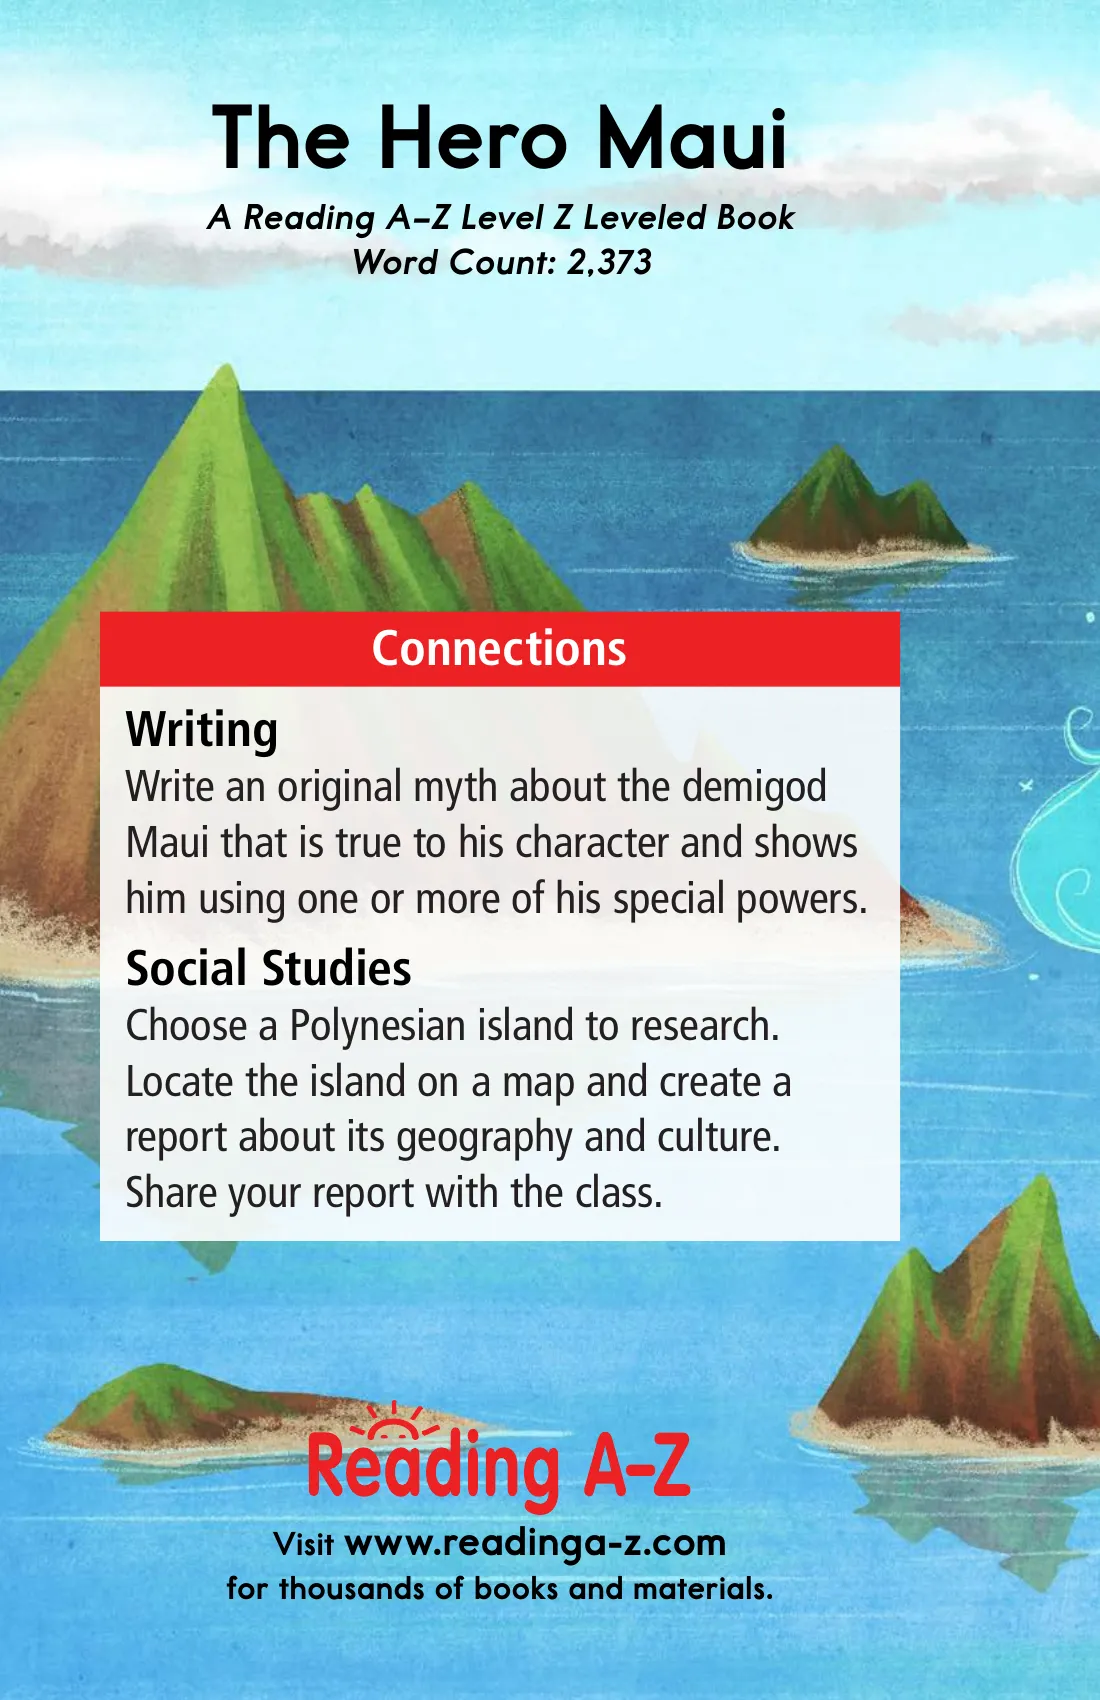 The Hero Maui
A Reading A–Z Level Z Leveled Book
Word Count: 2,373
Connections
Writing
Write an original myth about the demigod
Maui that is true to his character and shows
him using one or more of his special powers.
Social Studies
Choose a Polynesian island to research.
Locate the island on a map and create a
report about its geography and culture.
Share your report with the class.
Reading A–Z
Visit www.readinga-z.com
for thousands of books and materials.